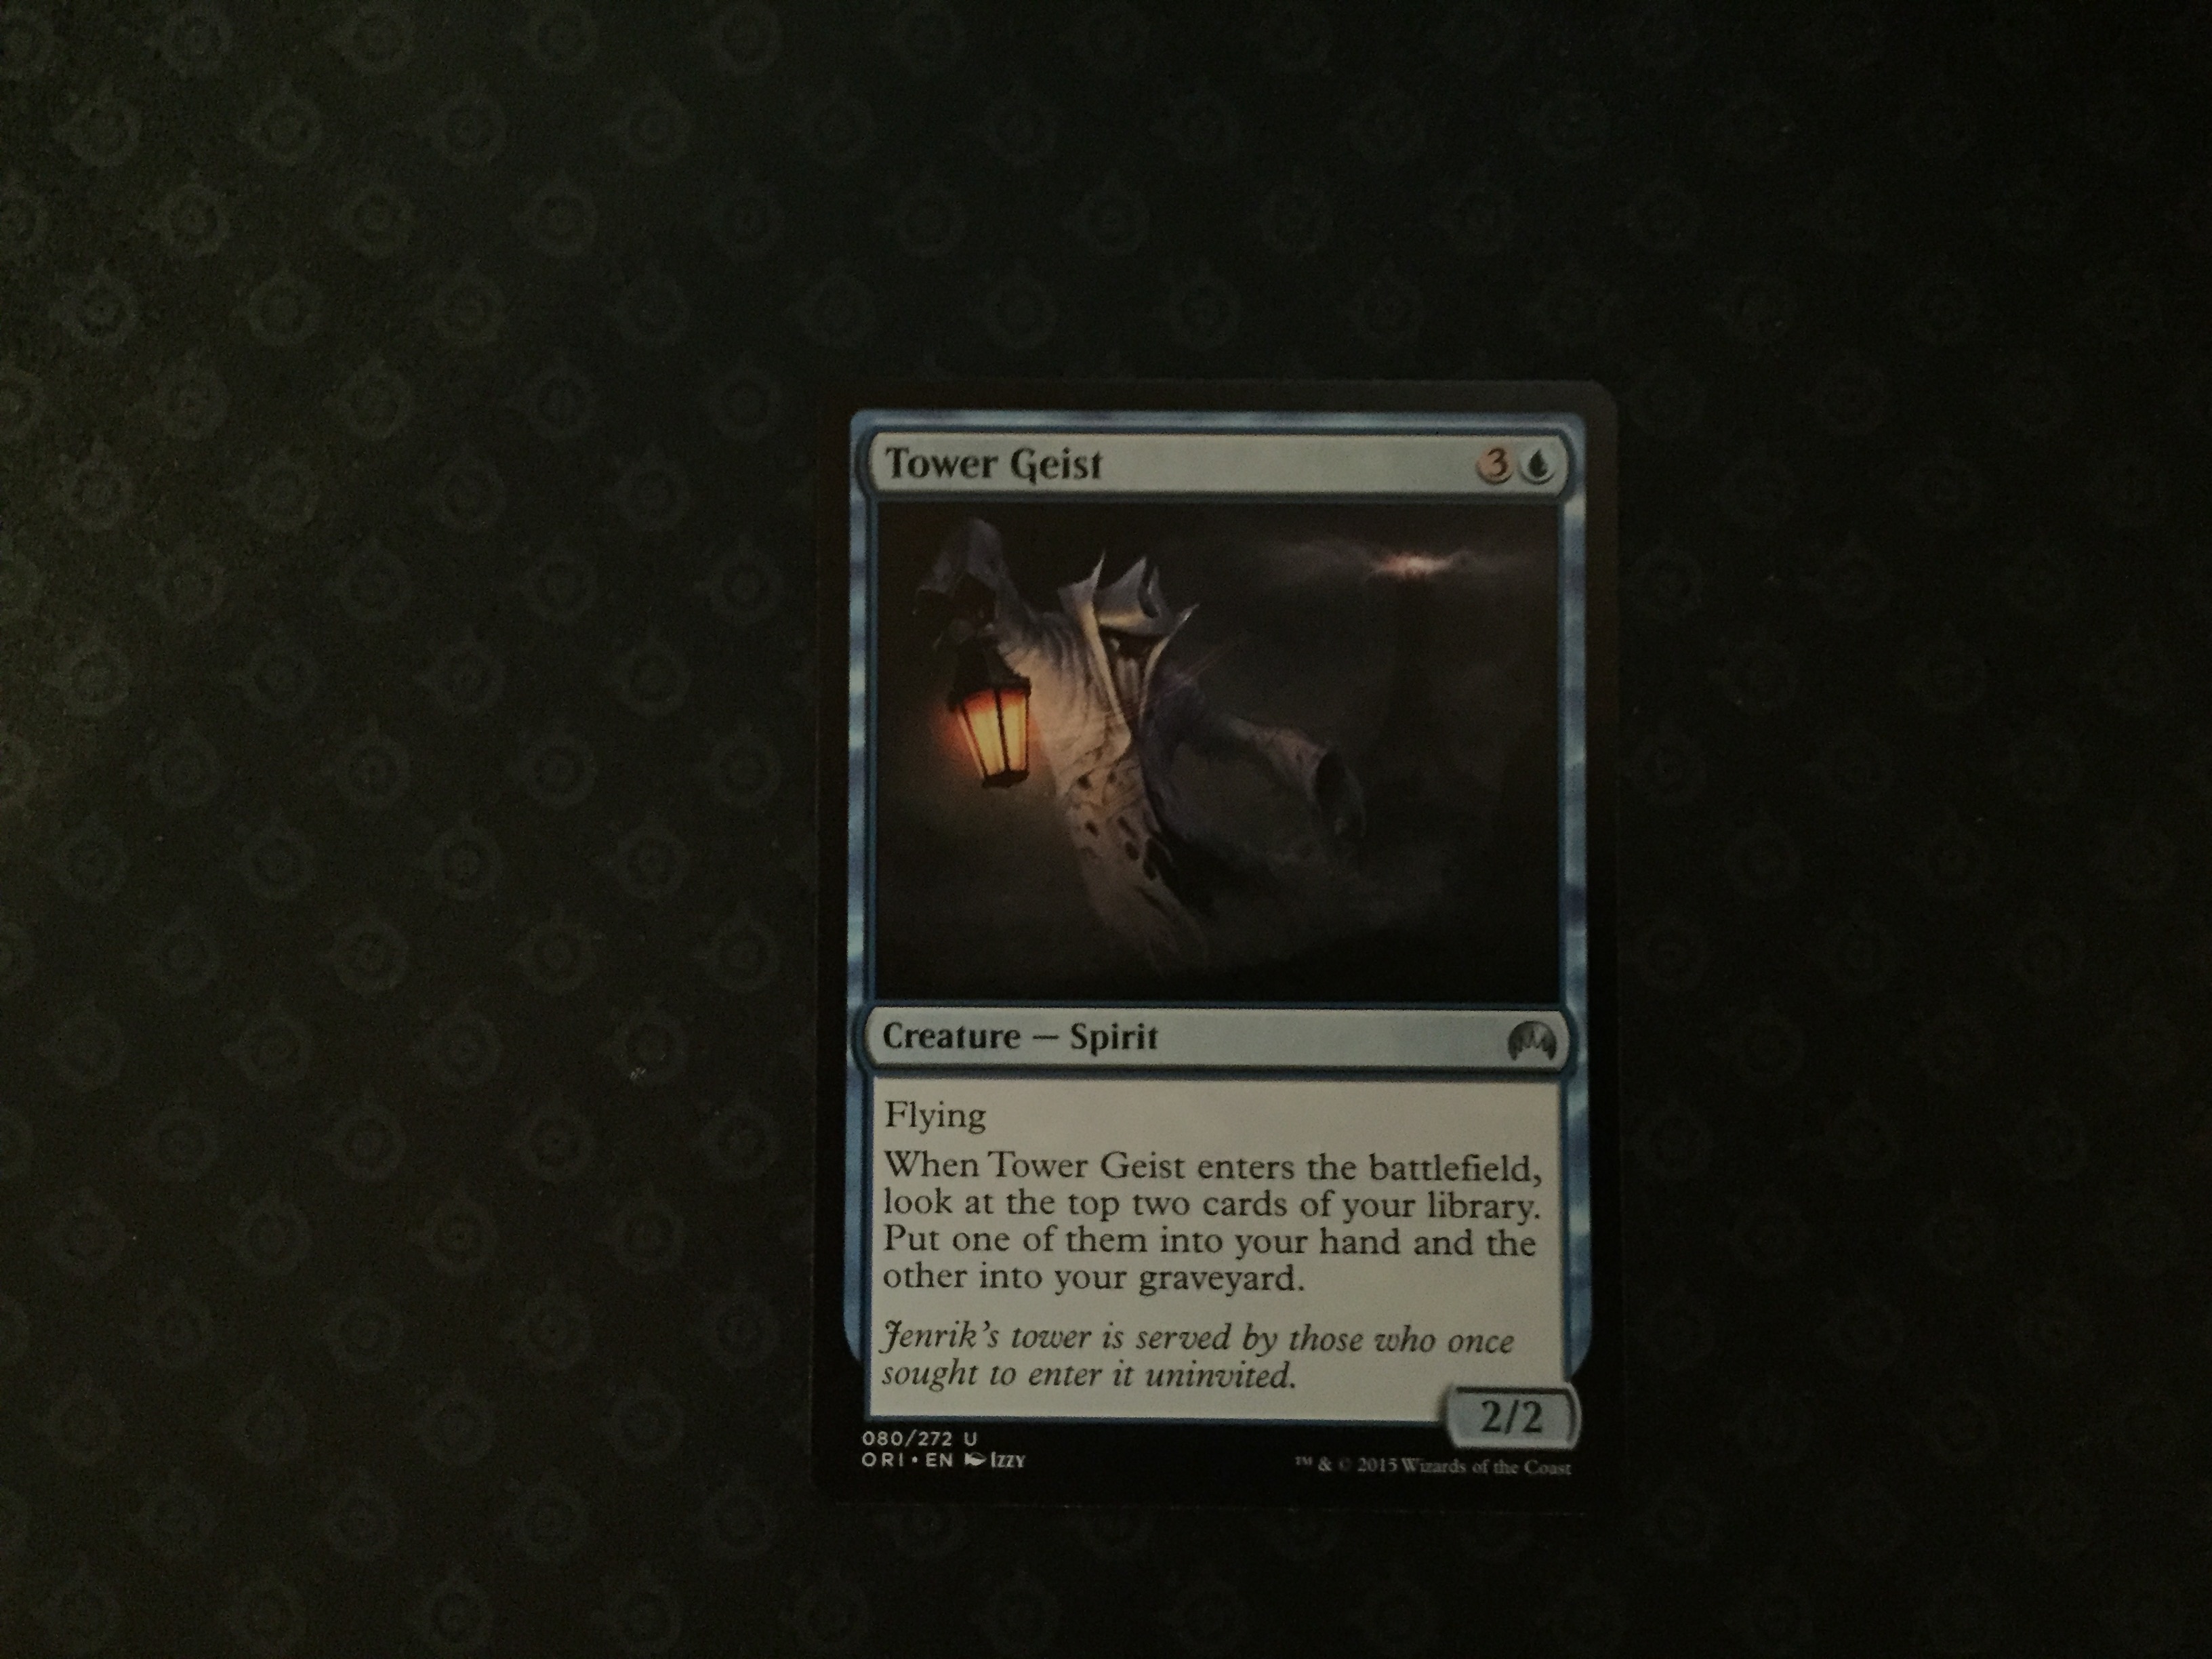 Tower Geist 3
Creature — Spirit
Flying
When Tower Geist enters the battlefield,
look at the top two cards of your library.
Put one of them into your hand and the
other into your graveyard.
Jenrik's tower is served by those who once
sought to enter it uninvited.
2/2
080/272 U
ORI • EN Izzy
™ & © 2015 Wizards of the Coast